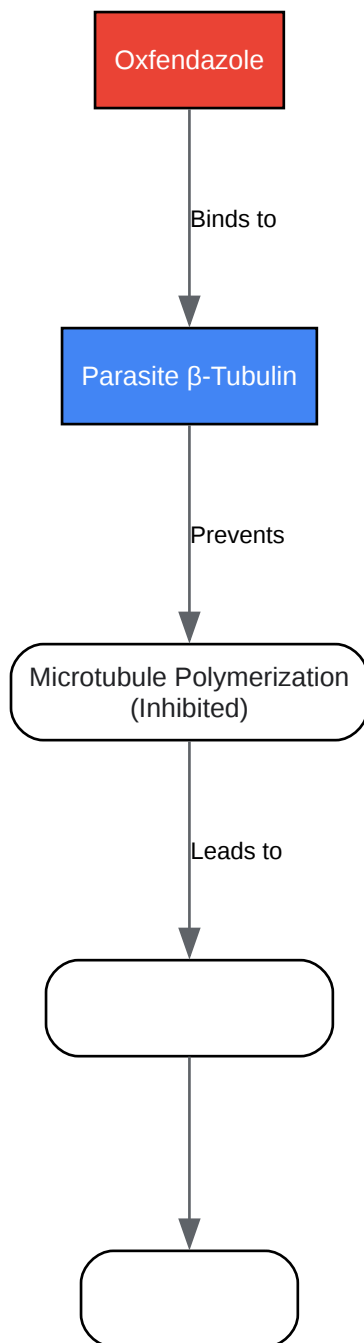 Oxfendazole
Binds to
Parasite β-Tubulin
Prevents
Microtubule Polymerization
(Inhibited)
Leads to